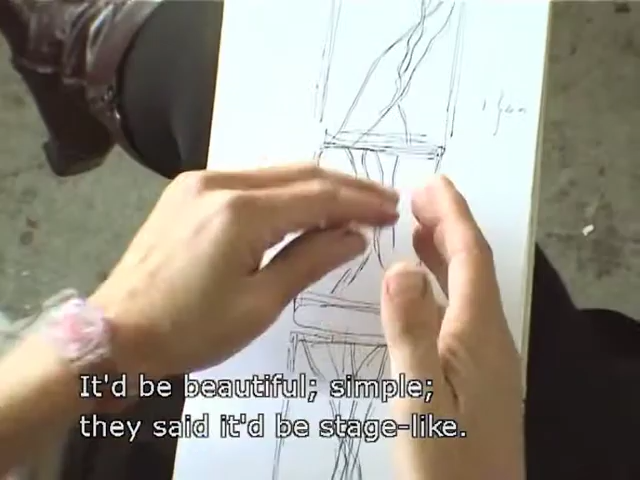 It'd be beautiful; simple;
they said it'd be stage-like.